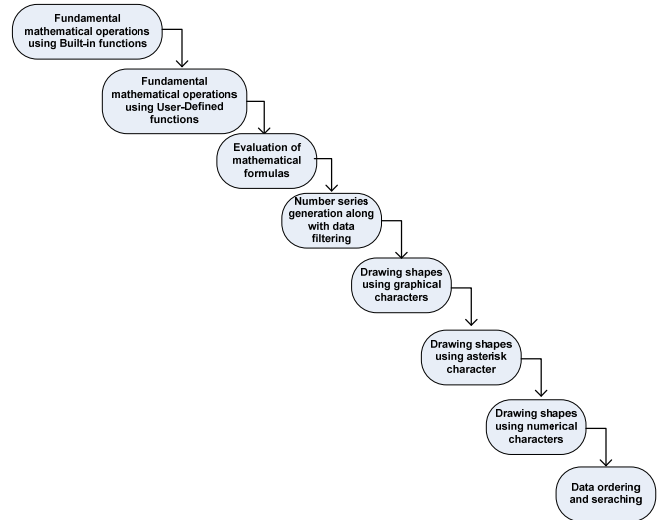 Fundamental
mathematical operations
using Built-in functions
Fundamental
mathematical operations
using User-Defined
functions
Evaluation of
mathematical
formulas
Number series
generation along
with data
filtering
Drawing shapes
using graphical
characters
Drawing shapes
using asterisk
character
Drawing shapes
using numerical
characters
Data ordering
and seraching